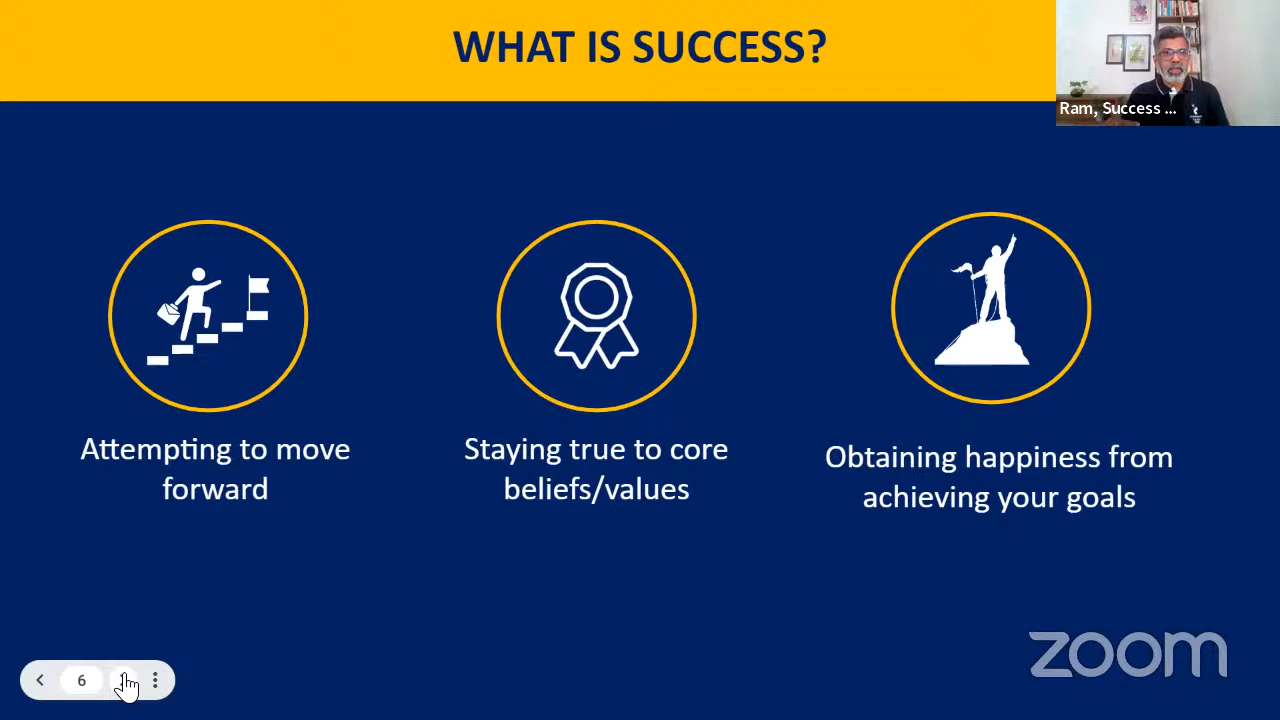 WHAT IS SUCCESS?
Ram, Success ...
Attempting to move
forward
Staying true to core
beliefs/values
Obtaining happiness from
achieving your goals
zoom
6